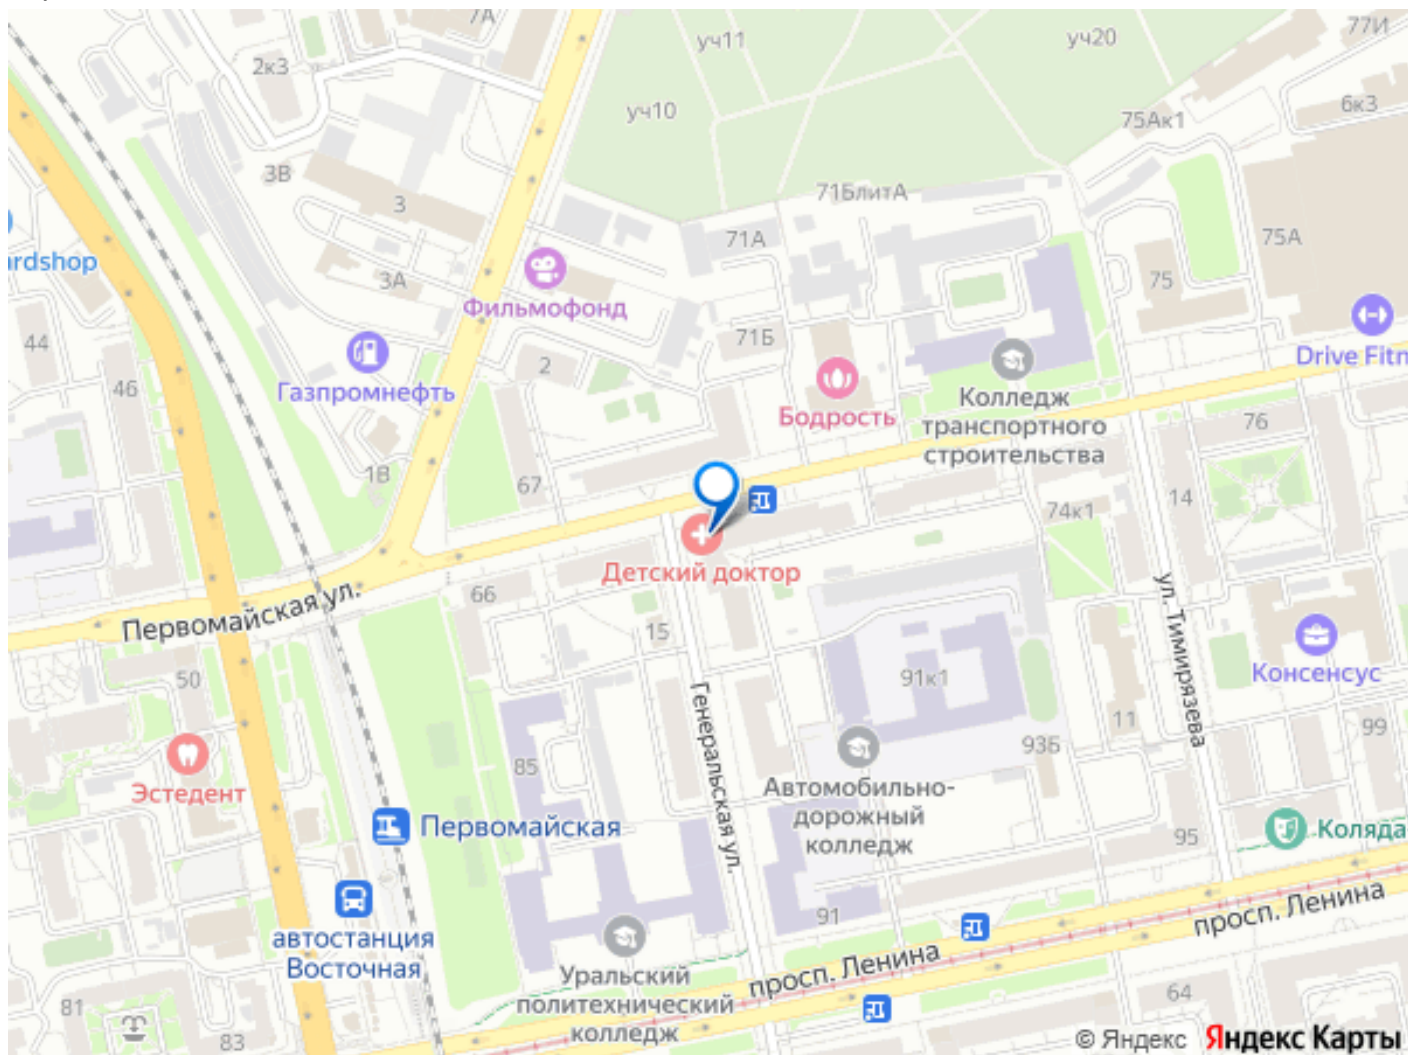 7А
уч11
уч20
77И
2к3
уч10
6к3
75Ак1
3В
71БлитА
3
71А
75А
ardshop
3А
75
Фильмофонд
44
71Б
Drive Fitn
2
Газпромнефть
46
Бодрость
Колледж
транспортного
строительства
76
67
1В
14
74к1
Детский доктор
66
Первомайская ул.
15
ул. Тимирязева
Консенсус
50
91к1
Генеральская ул.
11
99
93Б
85
Эстедент
Автомобильно-
дорожный
колледж
Первомайская
95
Коляда
91
просп. Ленина
автостанция
Восточная
просп. Ленина
Уральский
политехнический
колледж
64
81
83
© Яндекс Яндекс Карты